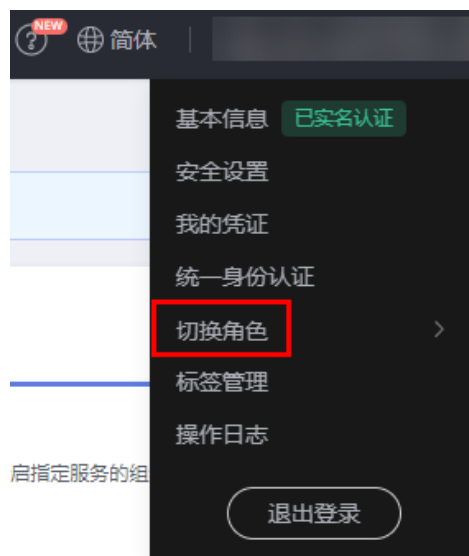 NEW
简体
基本信息 已实名认证
安全设置
我的凭证
统一身份认证
切换角色
标签管理
操作日志
启指定服务的组
退出登录